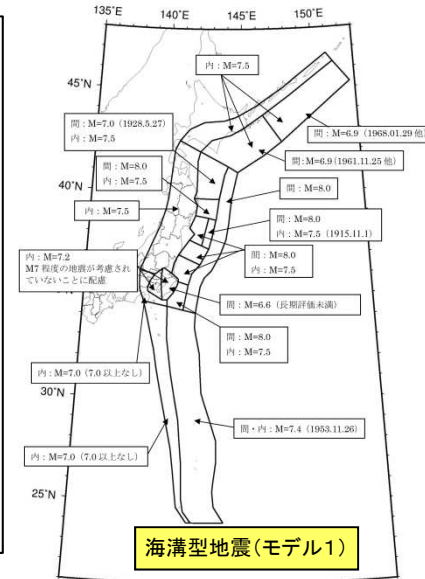 135°E
140°E
145°E
150°E
45°N
40°N
30°N
25°N
内：M=7.5
間：M=7.0（1928.5.27）
内：M=7.5
間：M=6.9（1968.01.29 他）
間：M=6.9(1961.11.25 他)
間：M=8.0
内：M=7.5
間：M=8.0
内：M=7.5
間：M=8.0
内：M=7.5（1915.11.1）
内：M=7.2
M7 程度の地震が考慮され
ていないことに配慮
間：M=8.0
内：M=7.5
間：M=6.6（長期評価未満）
間：M=8.0
内：M=7.5
内：M=7.0（7.0 以上なし）
間・内：M=7.4（1953.11.26）
内：M=7.0（7.0 以上なし）
海溝型地震(モデル1)